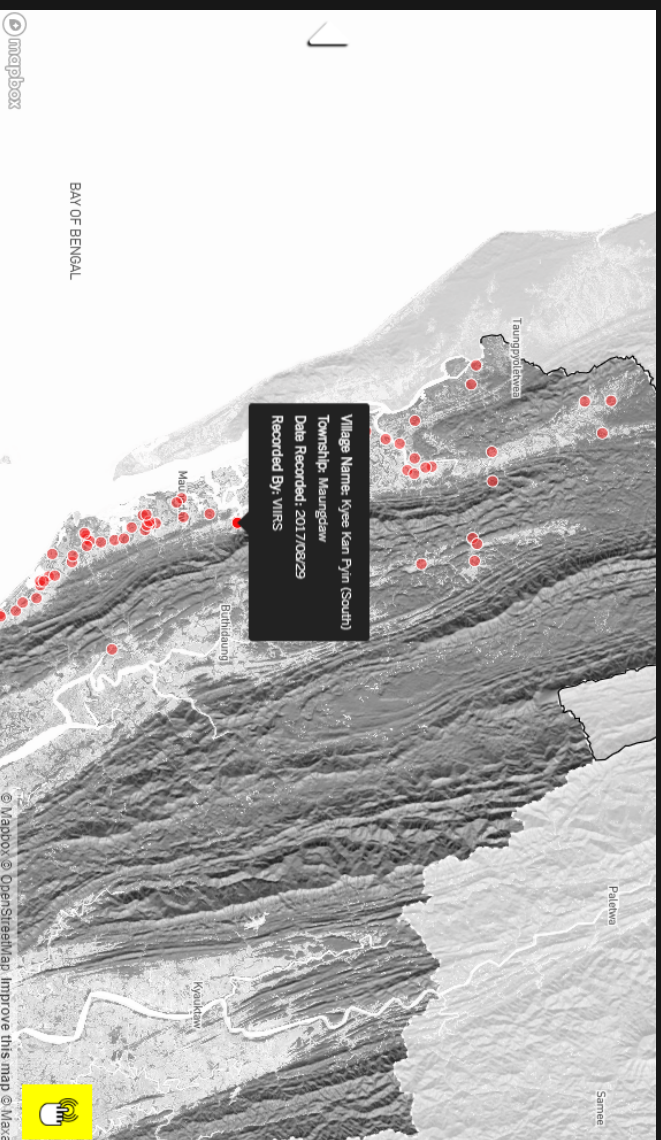 mapbox
BAY OF BENGAL
Taungpyoletwea
Village Name: Kyee Kan Pyin (South)
Township: Maungdaw
Date Recorded: 2017/08/29
Recorded By: VIIRS
Buthidaung
Paletwa
Kyauktaw
Samee
© Mapbox © OpenStreetMap Improve this map © Maxa